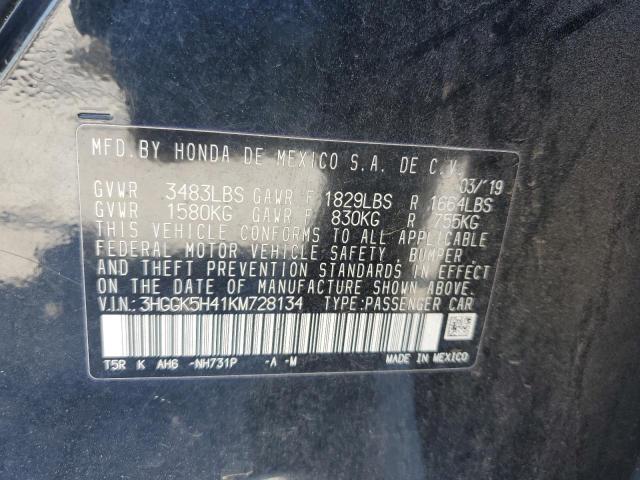 MFD.BY HONDA DE MEXICO S.A. DE C.V.
03/'19
GVWR 3483LBS GAWR F 1829LBS R 1664LBS
GVWR 1580KG GAWR F 830KG R 755KG
THIS VEHICLE CONFORMS TO ALL APPLICABLE
FEDERAL MOTOR VEHICLE SAFETY, BUMPER
AND THEFT PREVENTION STANDARDS IN EFFECT
ON THE DATE OF MANUFACTURE SHOWN ABOVE.
V.I.N.: 3HGGK5H41KM728134 TYPE:PASSENGER CAR
MADE IN MEXICO
T5R K AH6 -NH731P -A -M